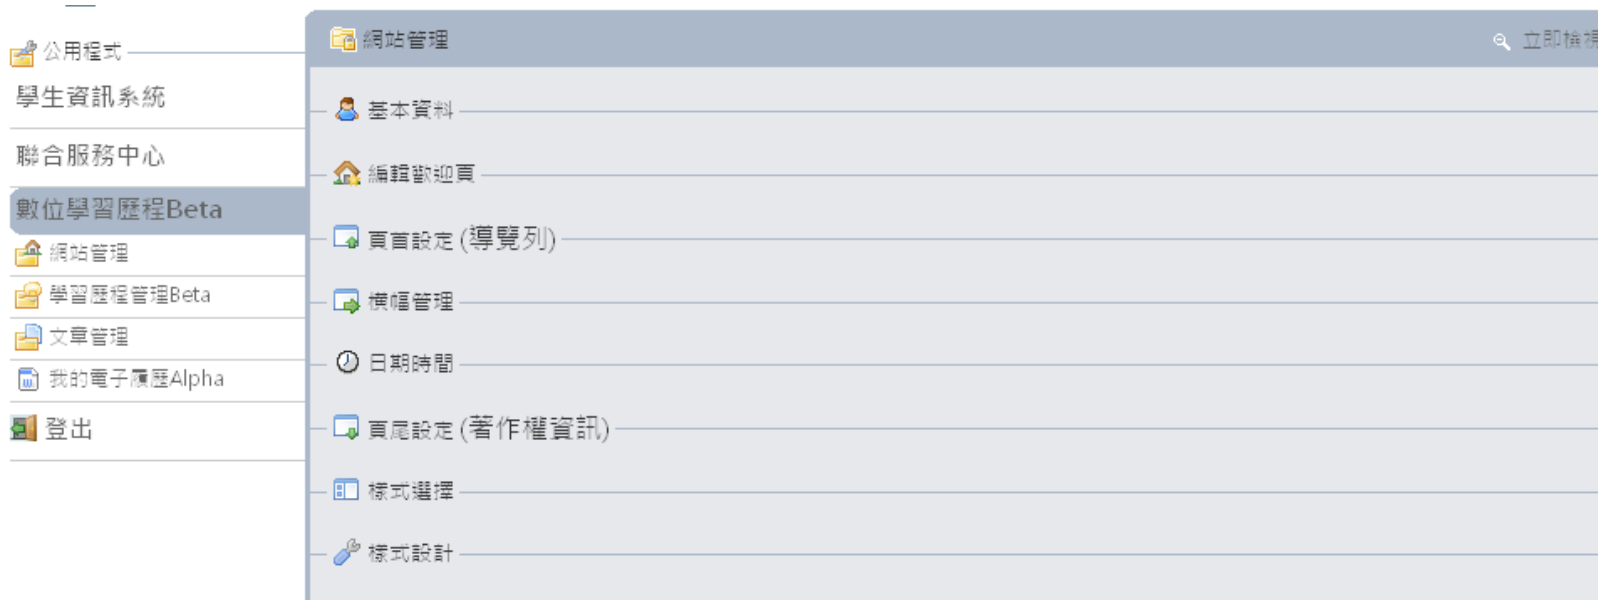 公用程式
學生資訊系統
聯合服務中心
數位學習歷程Beta
網站管理
學習歷程管理Beta
文章管理
我的電子履歷Alpha
登出
網站管理
立即檢視
基本資料
編輯歡迎頁
頁首設定(導覽列)
橫幅管理
日期時間
頁尾設定(著作權資訊)
樣式選擇
樣式設計